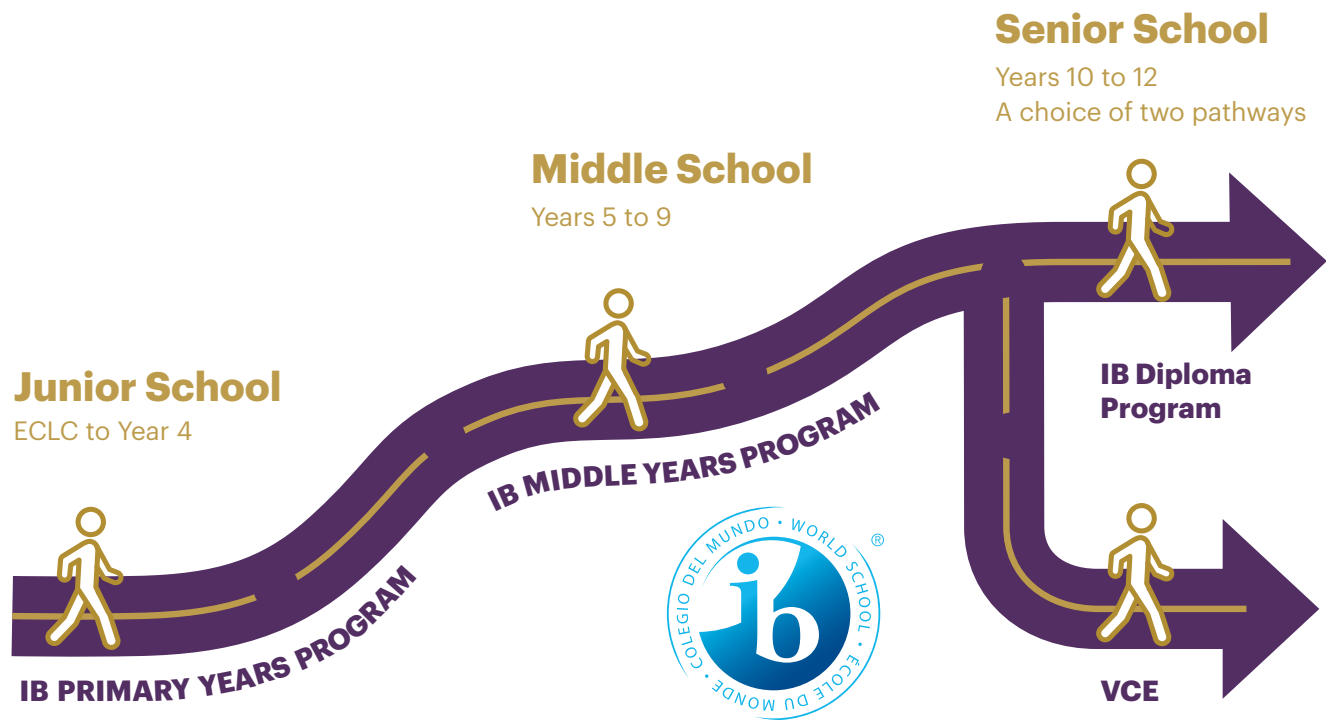 Senior School
Years 10 to 12
A choice of two pathways
Middle School
Years 5 to 9
Junior School
ECLC to Year 4
IB Diploma
Program
IB MIDDLE YEARS PROGRAM
IB PRIMARY YEARS PROGRAM
COLEGIO DEL MUNDO • WORLD SCHOOL • ÉCOLE DU MONDE •
ib
®
VCE